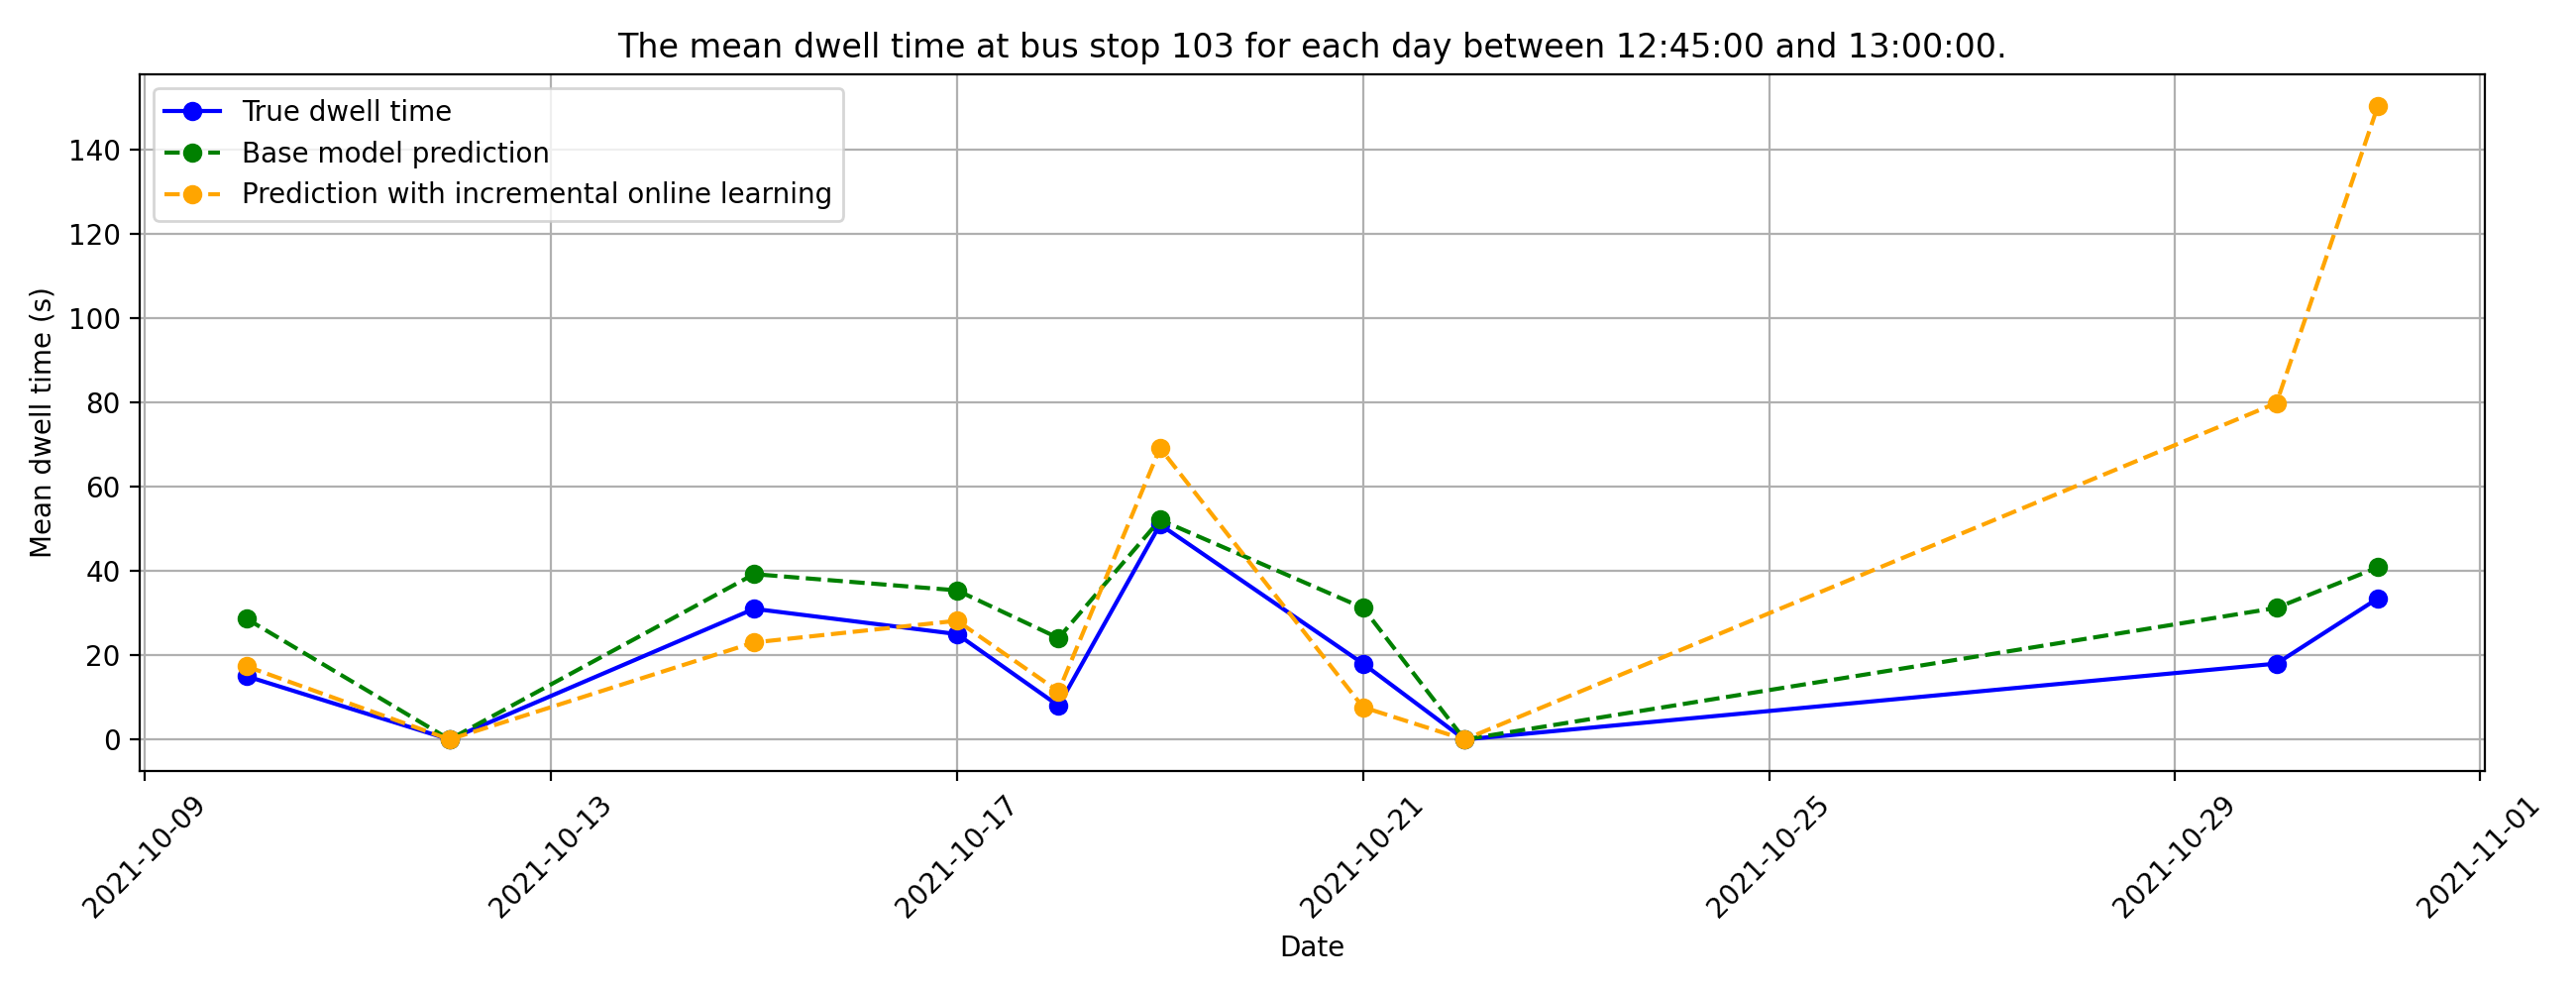 The mean dwell time at bus stop 103 for each day between 12:45:00 and 13:00:00.
True dwell time
Base model prediction
Prediction with incremental online learning
Mean dwell time (s)
140
120
100
80
60
40
20
0
2021-10-09
2021-10-13
2021-10-17
2021-10-21
2021-10-25
2021-10-29
2021-11-01
Date